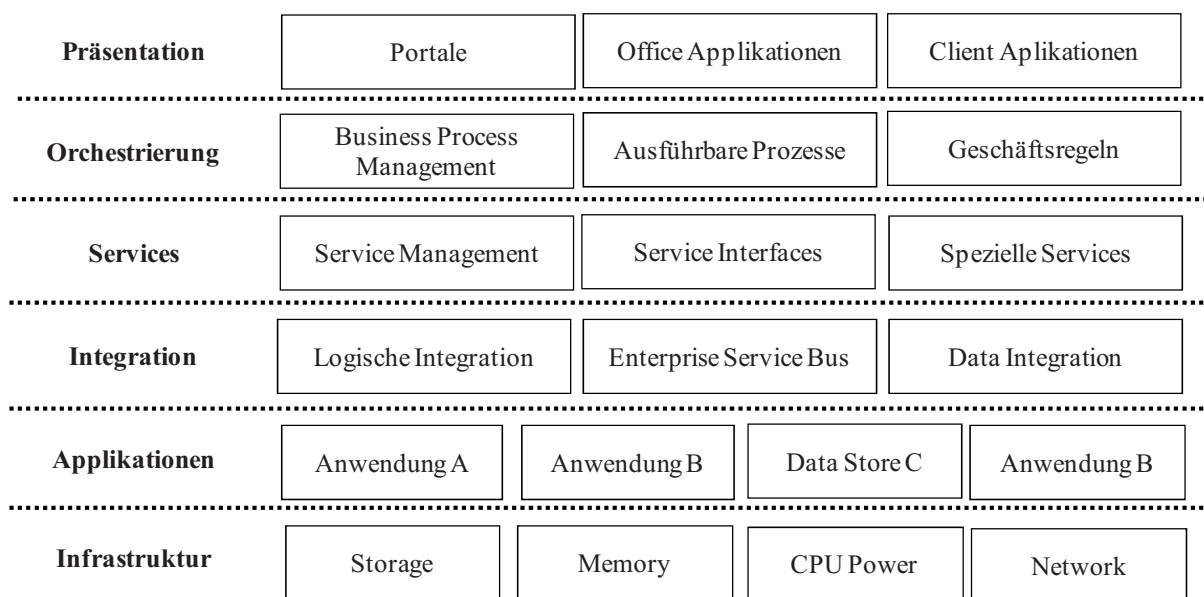 Präsentation
Portale
Office Applikationen
Client Aplikationen
Orchestrierung
Business Process
Management
Ausführbare Prozesse
Geschäftsregeln
Services
Service Management
Service Interfaces
Spezielle Services
Integration
Logische Integration
Enterprise Service Bus
Data Integration
Applikationen
Anwendung A
Anwendung B
Data Store C
Anwendung B
Infrastruktur
Storage
Memory
CPU Power
Network